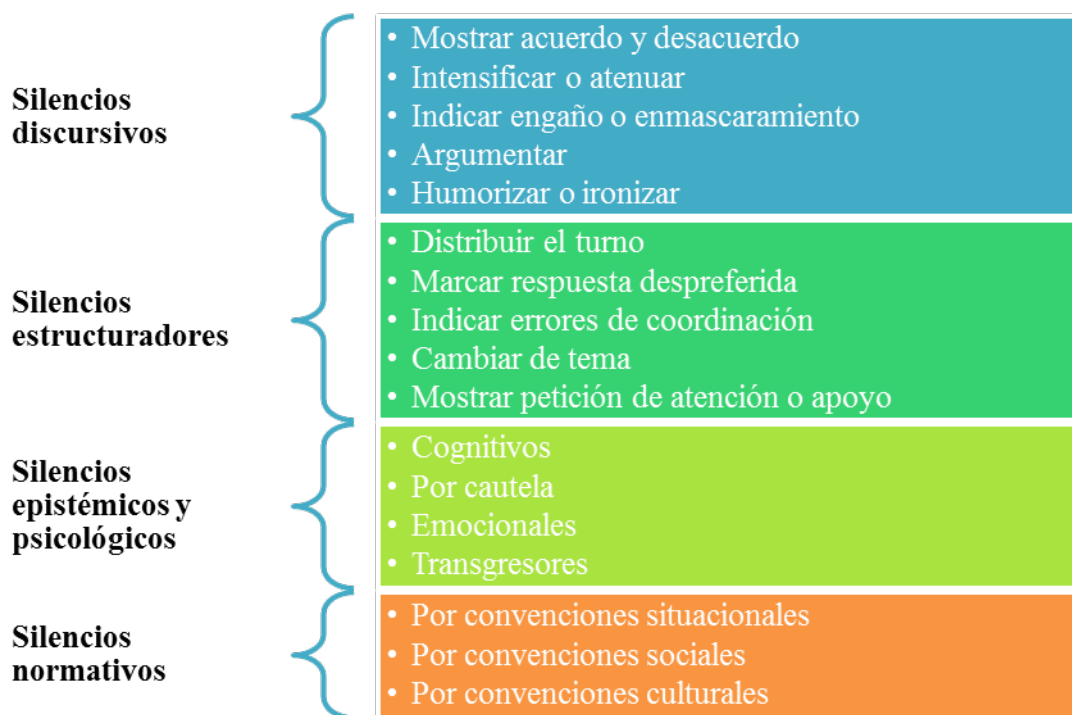 Silencios
discursivos
• Mostrar acuerdo y desacuerdo
• Intensificar o atenuar
• Indicar engaño o enmascaramiento
• Argumentar
• Humorizar o ironizar
Silencios
estructuradores
• Distribuir el turno
• Marcar respuesta despreferida
• Indicar errores de coordinación
• Cambiar de tema
• Mostrar petición de atención o apoyo
Silencios
epistémicos y
psicológicos
• Cognitivos
• Por cautela
• Emocionales
• Transgresores
Silencios
normativos
• Por convenciones situacionales
• Por convenciones sociales
• Por convenciones culturales